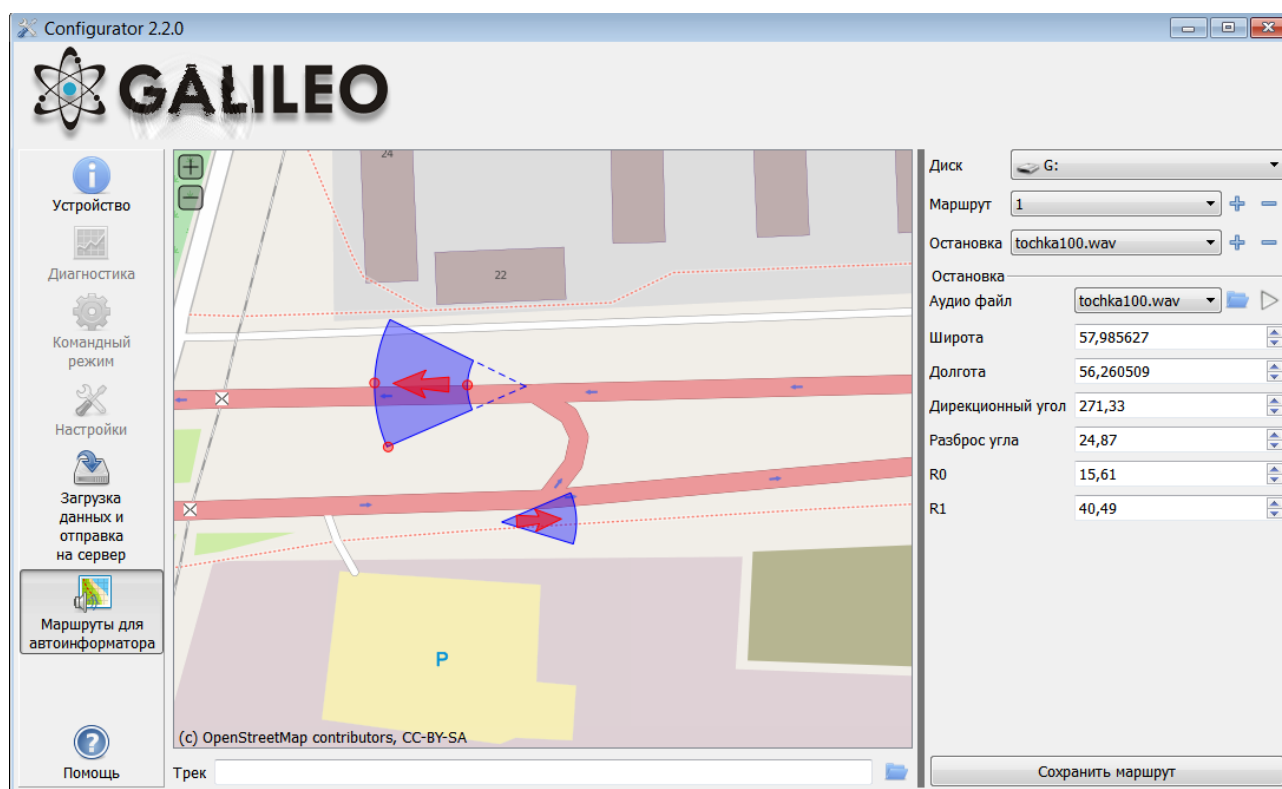 Configurator 2.2.0
GALILEO
Устройство
Диагностика
Командный
режим
Настройки
Загрузка
данных и
отправка
на сервер
Маршруты для
автоинформатора
Помощь
24
22
P
(c) OpenStreetMap contributors, CC-BY-SA
Трек
Диск G:
Маршрут 1
Остановка tochka100.wav
Остановка
Аудио файл tochka100.wav
Широта 57,985627
Долгота 56,260509
Дирекционный угол 271,33
Разброс угла 24,87
R0 15,61
R1 40,49
Сохранить маршрут